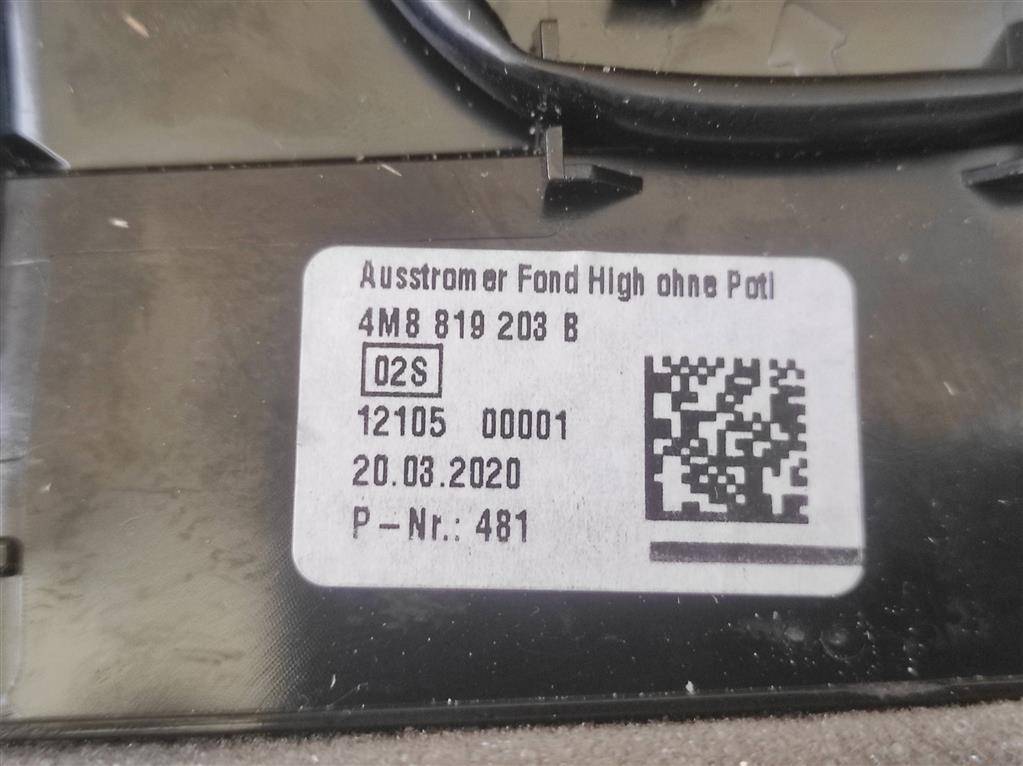 Ausstromer Fond High ohne Poti
4M8 819 203 B
02S
12105 00001
20.03.2020
P-Nr.: 481